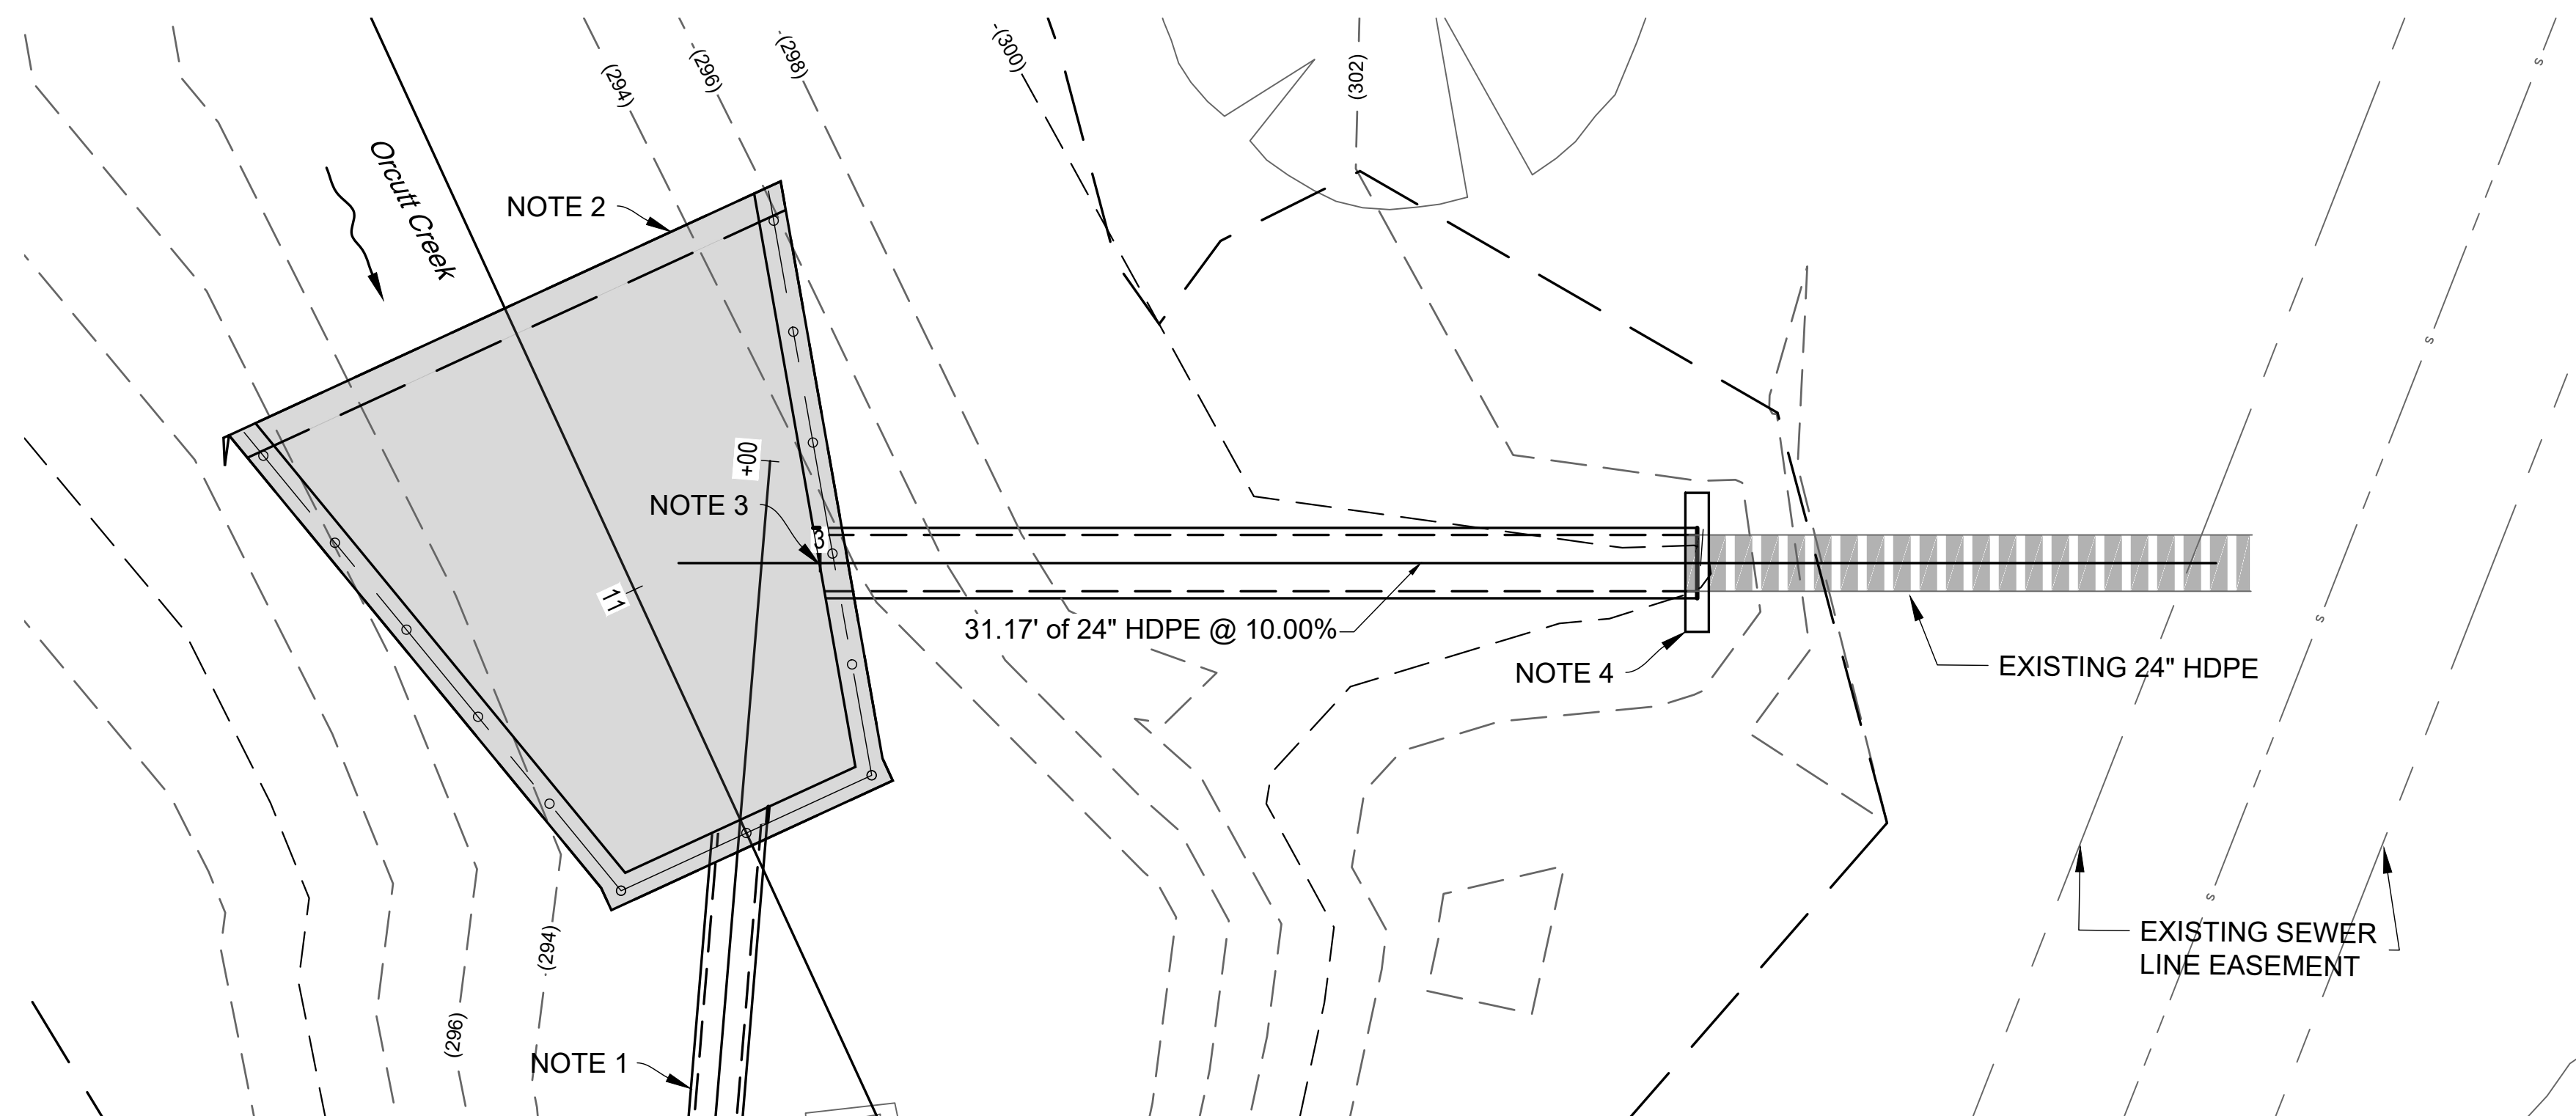 (294)
(296)
(298)
(300)
(302)
S
Orcutt Creek
NOTE 2
S
+00
NOTE 3
3
11
31.17' of 24" HDPE @ 10.00%
S
NOTE 4
EXISTING 24" HDPE
S
(294)
EXISTING SEWER
LINE EASEMENT
(296)
NOTE 1